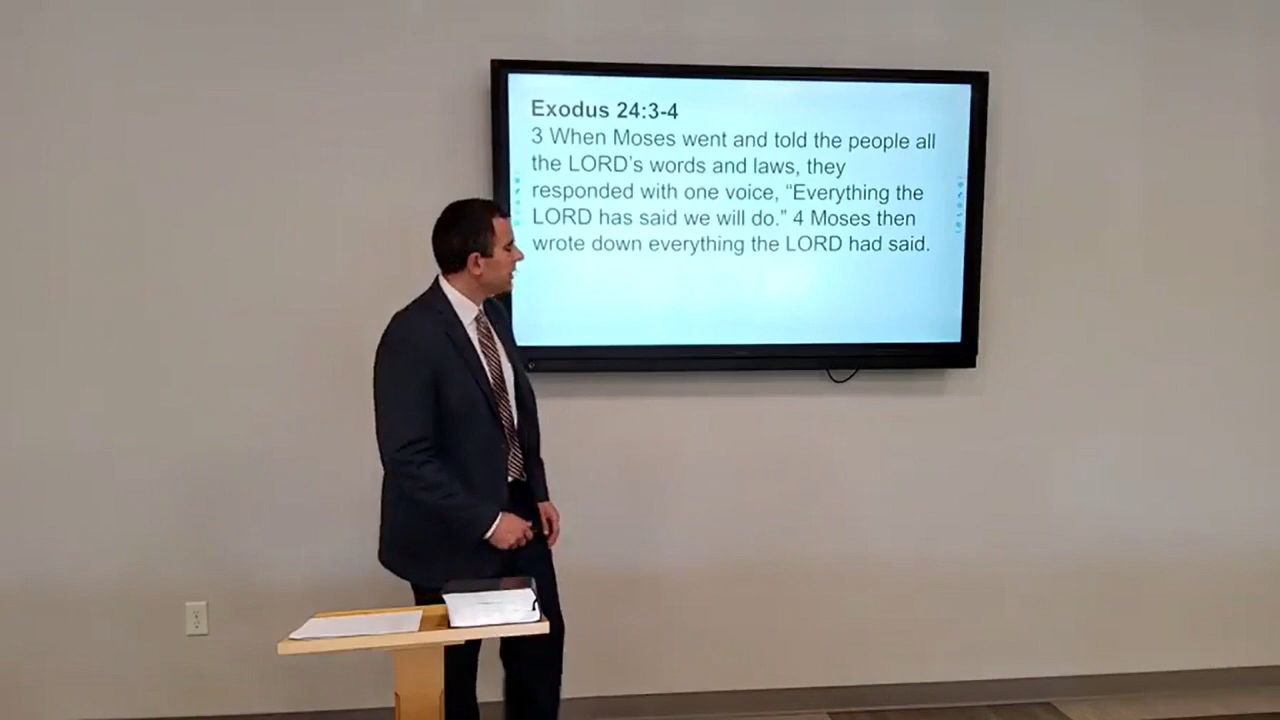 Exodus 24:3-4
3 When Moses went and told the people all
the LORD's words and laws, they
responded with one voice, “Everything the
LORD has said we will do.” 4 Moses then
wrote down everything the LORD had said.